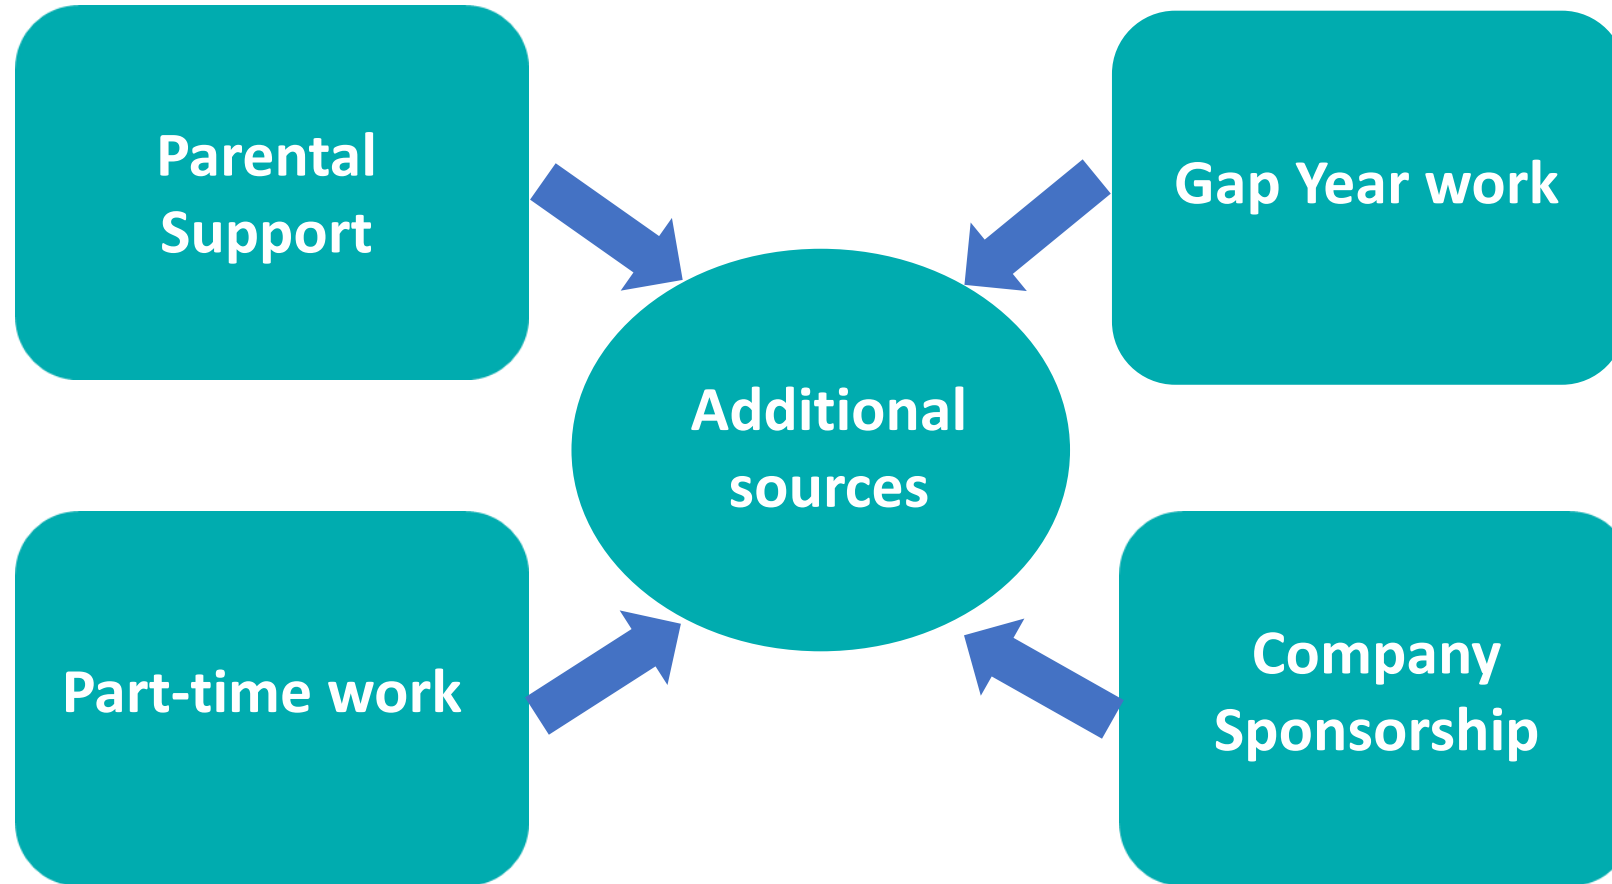 Parental
Support
Gap Year work
Additional
sources
Part-time work
Company
Sponsorship